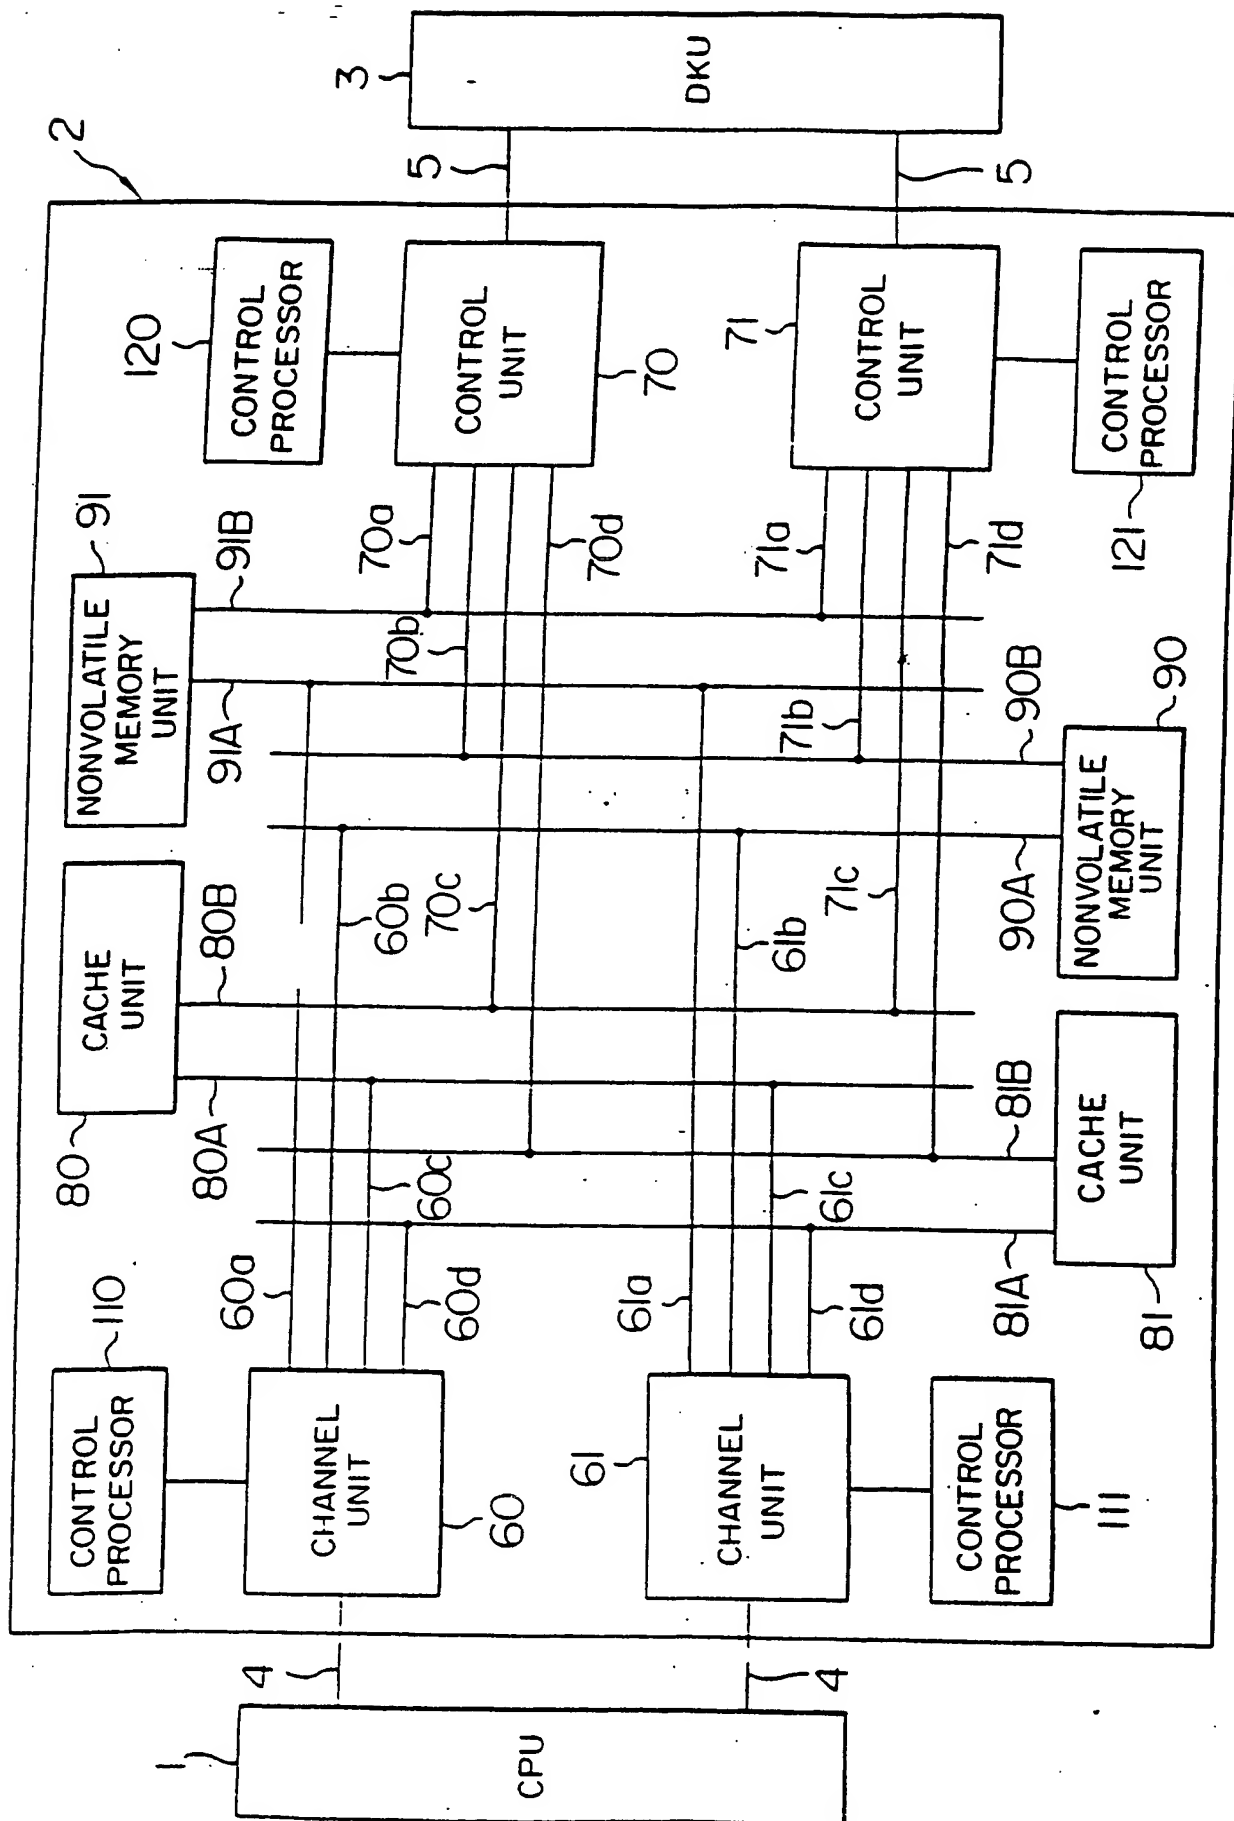 1
CPU
4
4
2
CONTROL
PROCESSOR
110
CHANNEL
UNIT
60
CHANNEL
UNIT
61
CONTROL
PROCESSOR
111
60a
60b
60c
60d
61a
61b
61c
61d
CACHE
UNIT
80
80A
80B
CACHE
UNIT
81
81A
81B
NONVOLATILE
MEMORY
UNIT
91
91A
91B
NONVOLATILE
MEMORY
UNIT
90
90A
90B
70a
70b
70c
70d
71a
71b
71c
71d
CONTROL
PROCESSOR
120
CONTROL
UNIT
70
CONTROL
UNIT
71
CONTROL
PROCESSOR
121
5
5
3
DKU